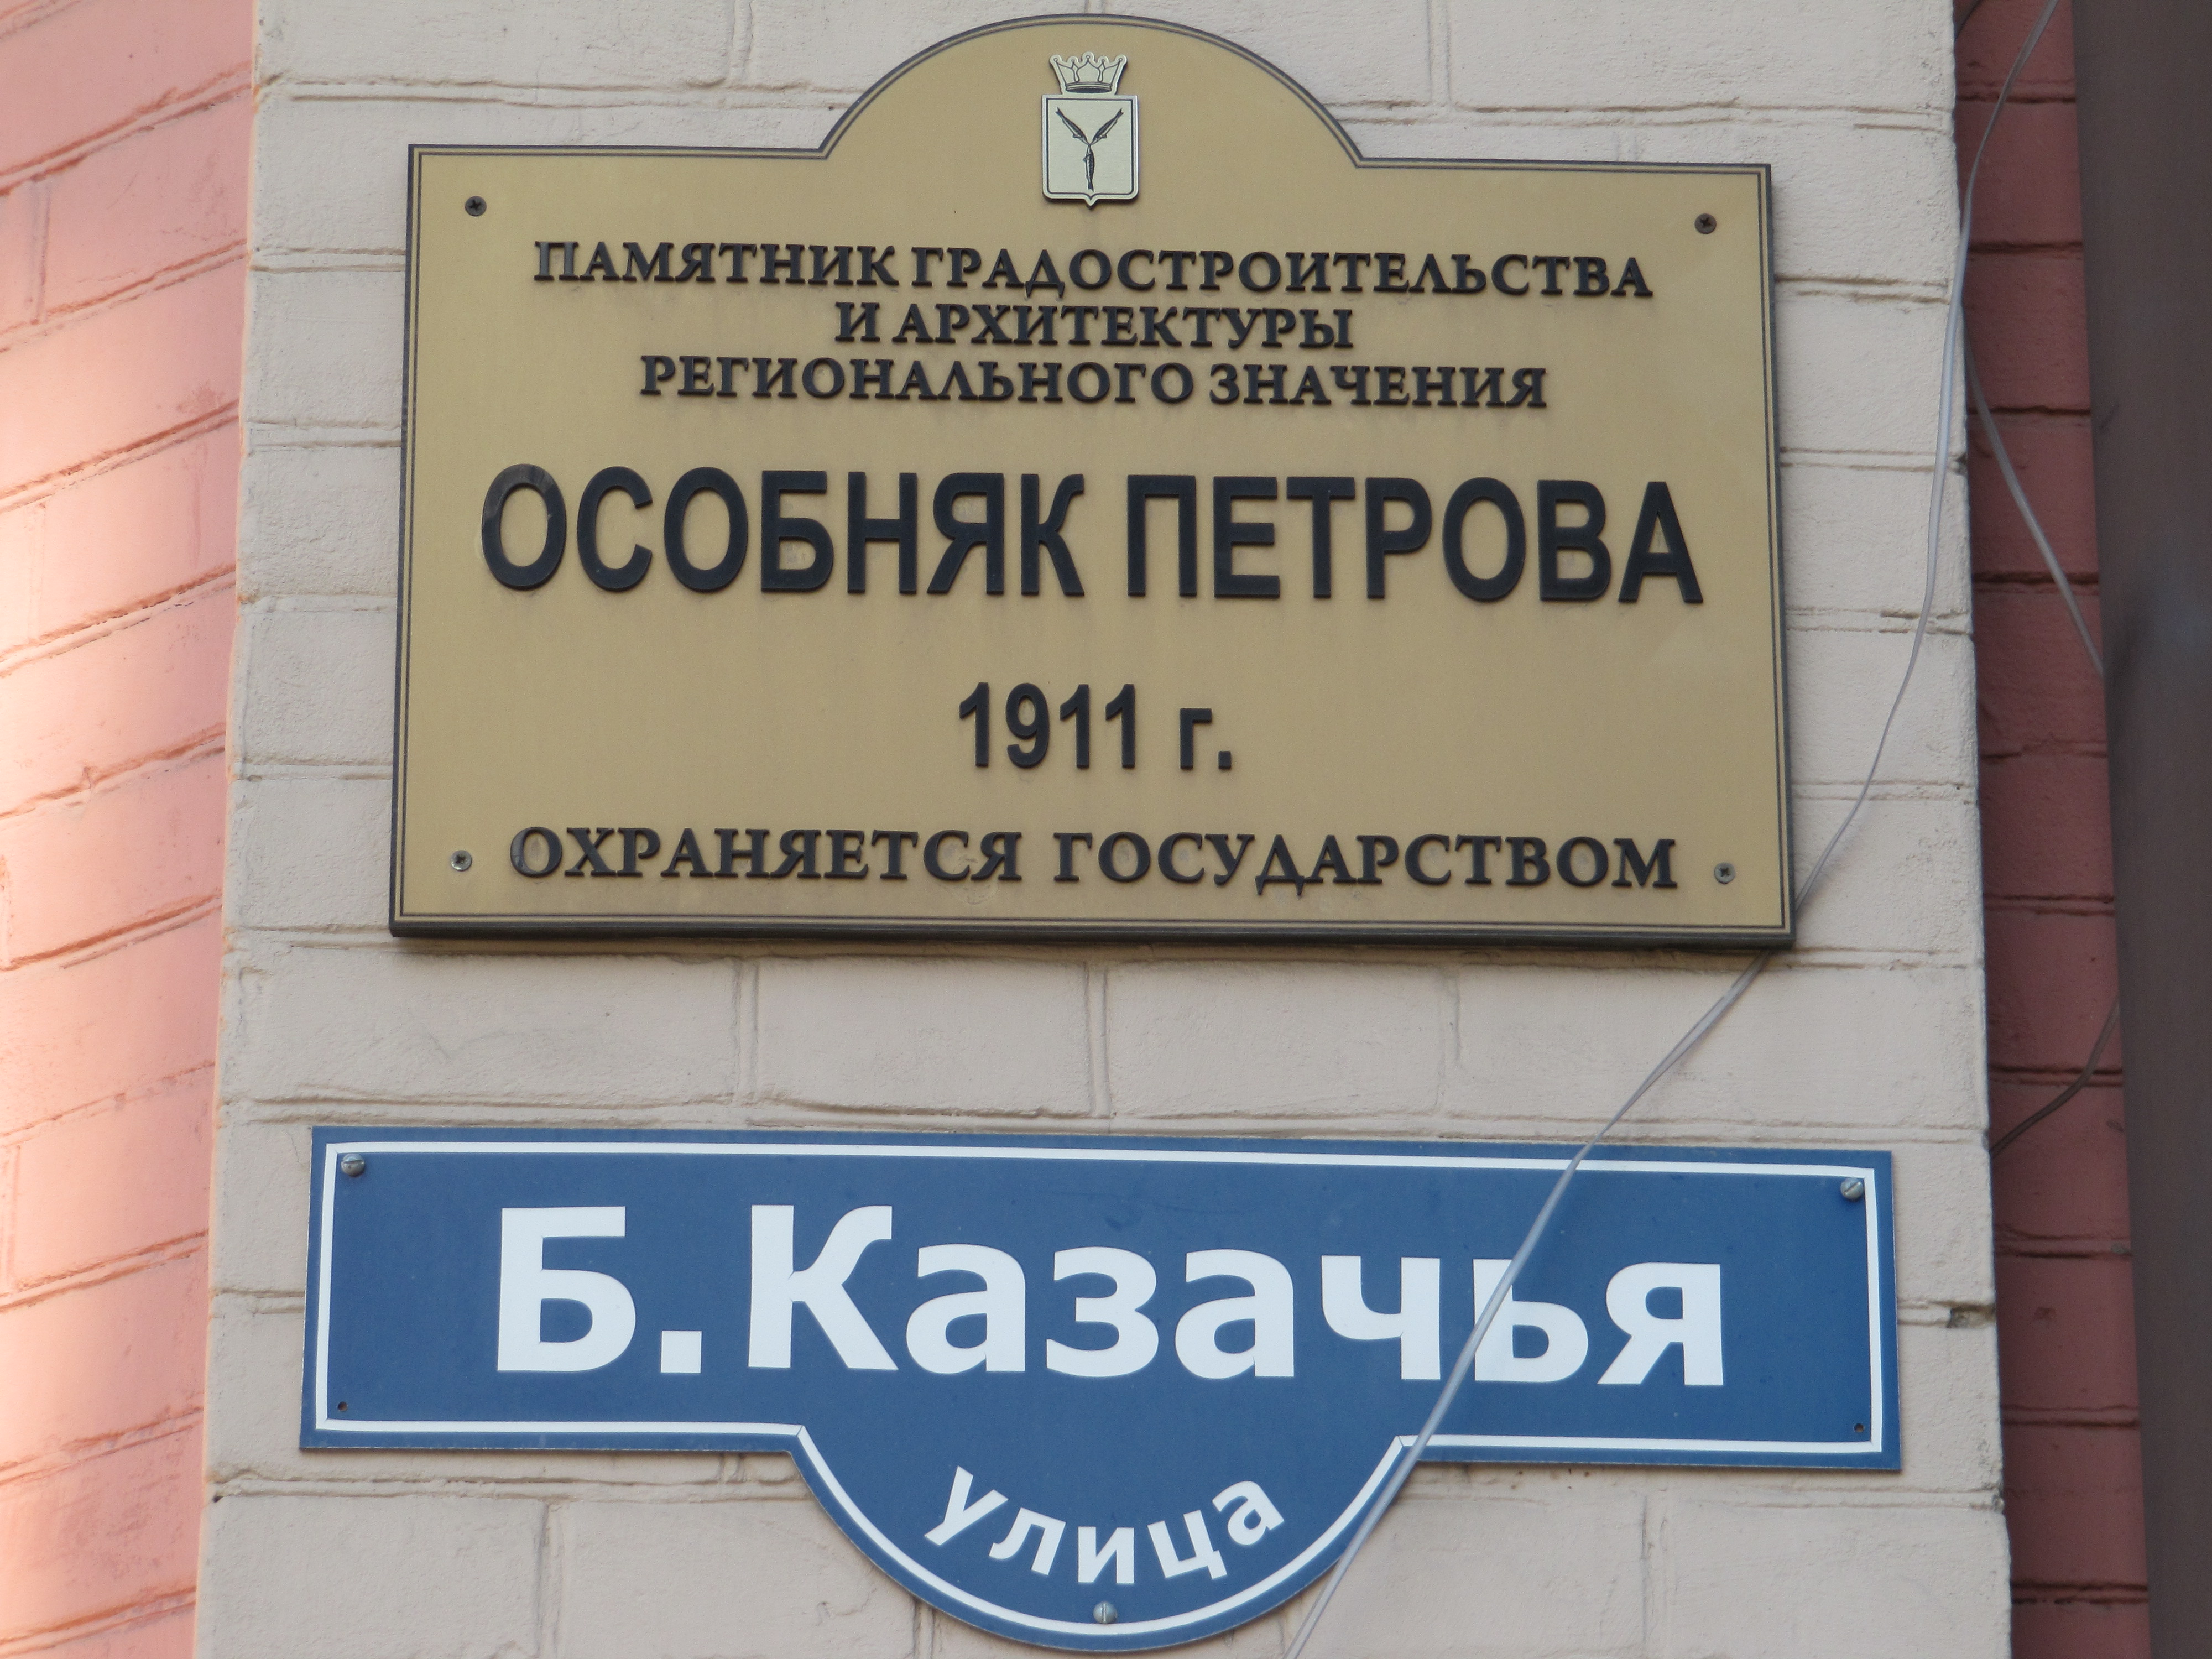 ПАМЯТНИК ГРАДОСТРОИТЕЛЬСТВА
И АРХИТЕКТУРЫ
РЕГИОНАЛЬНОГО ЗНАЧЕНИЯ
ОСОБНЯК ПЕТРОВА
1911 г.
ОХРАНЯЕТСЯ ГОСУДАРСТВОМ
Б.Казачья
улица